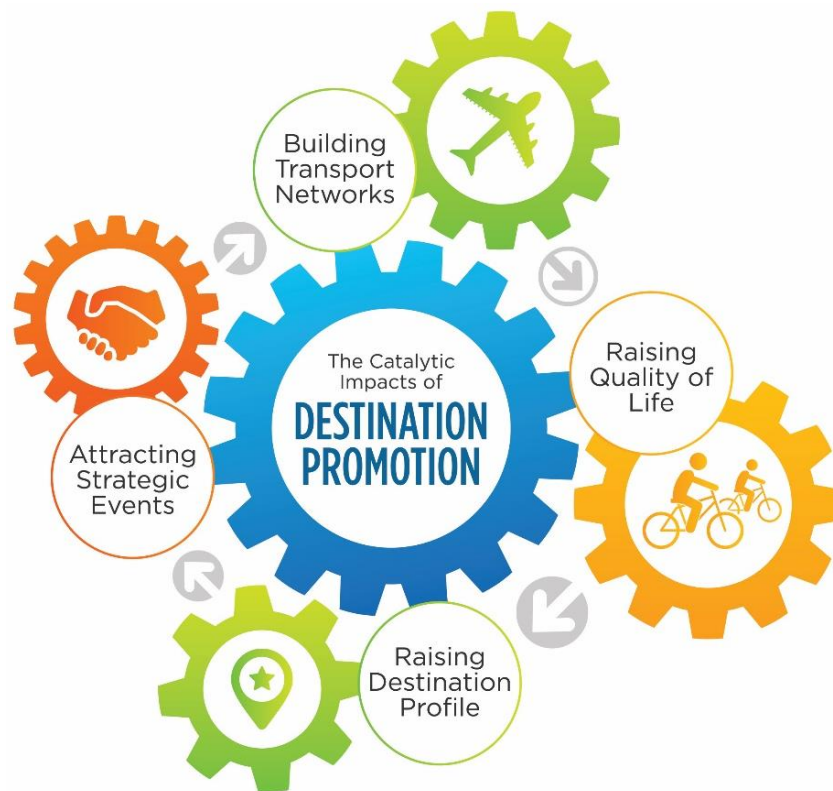 Building
Transport
Networks
The Catalytic
Impacts of
DESTINATION
PROMOTION
Raising
Quality of
Life
Attracting
Strategic
Events
Raising
Destination
Profile